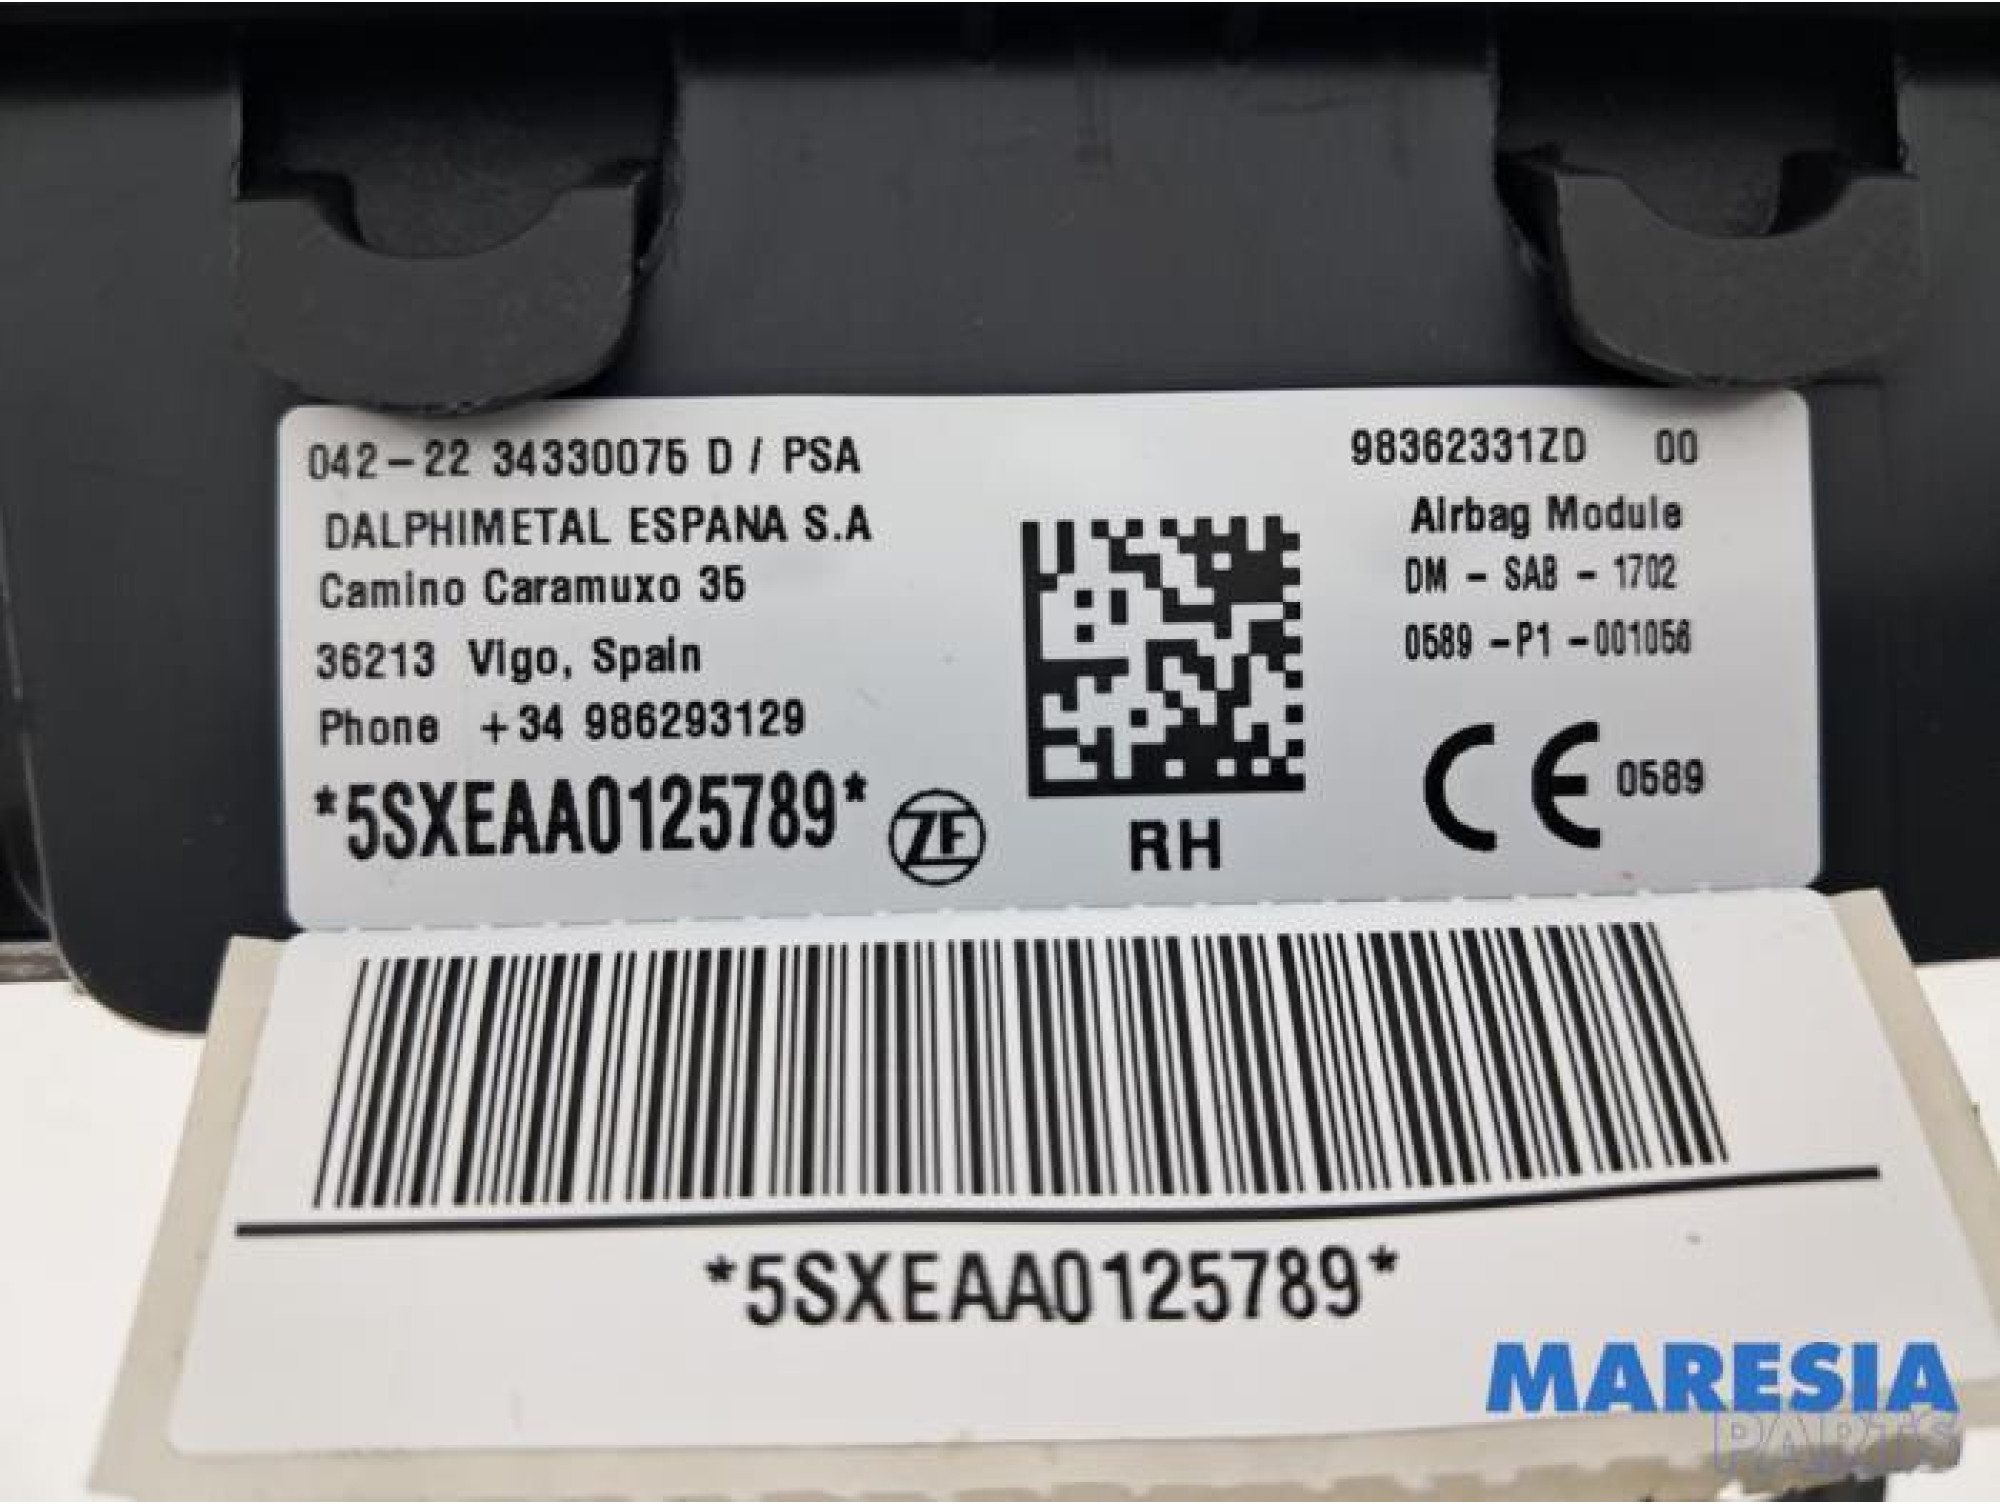 042-22 34330075 D / PSA
DALPHIMETAL ESPANA S.A
Camino Caramuxo 35
36213 Vigo, Spain
Phone +34 986293129
*5SXEAA0125789*
ZF
RH
98362331ZD 00
Airbag Module
DM - SAB - 1702
0589 -P1 -001056
CE 0589
*5SXEAA0125789*
MARESIA
PARTS